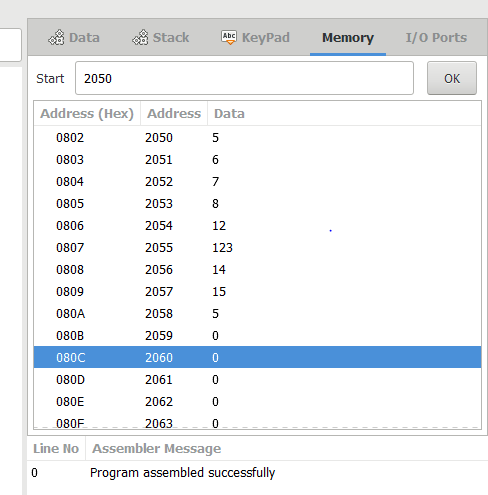 Data Stack Abc KeyPad Memory I/O Ports
Start 2050 OK
Address (Hex) Address Data
0802 2050 5
0803 2051 6
0804 2052 7
0805 2053 8
0806 2054 12
0807 2055 123
0808 2056 14
0809 2057 15
080A 2058 5
080B 2059 0
080C 2060 0
080D 2061 0
080E 2062 0
080F 2063 0
Line No Assembler Message
0 Program assembled successfully